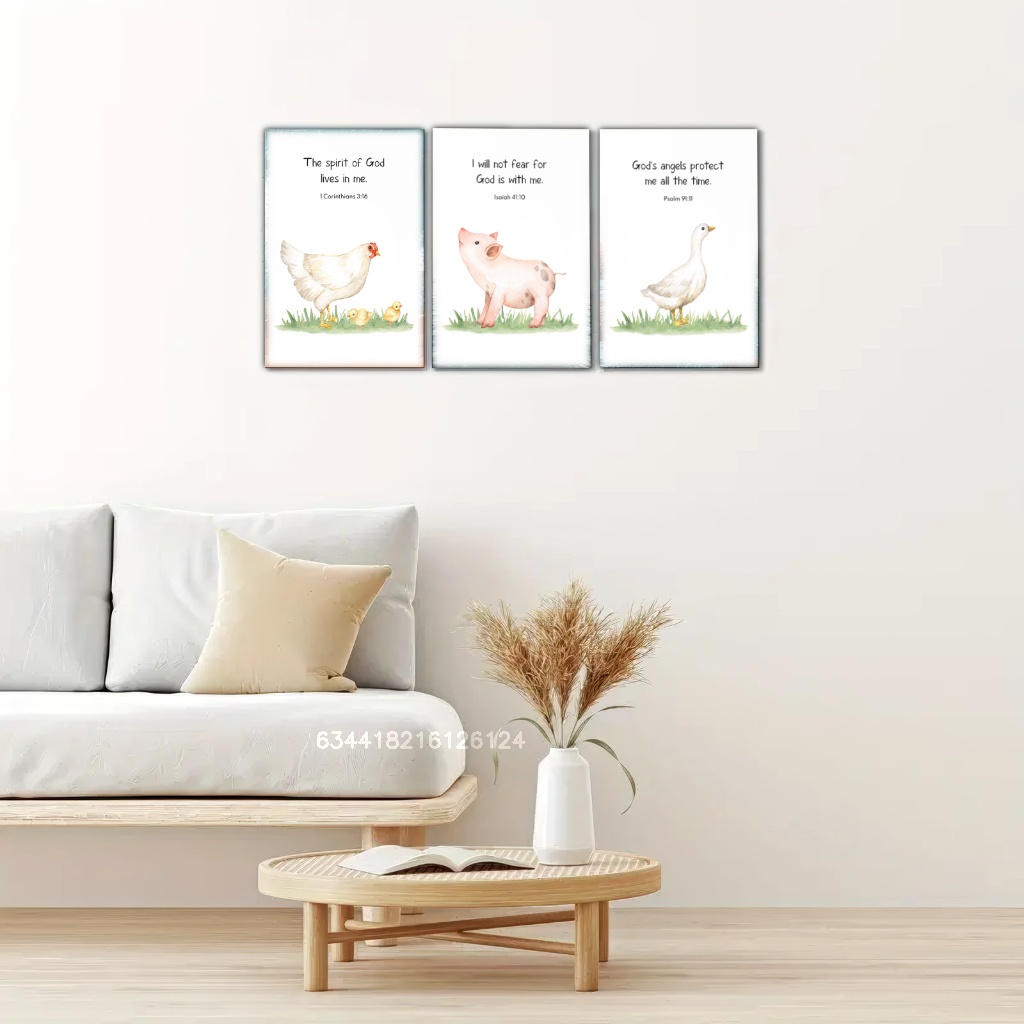 The spirit of God
lives in me.
1 Corinthians 3:16
I will not fear for
God is with me.
Isaiah 41:10
God's angels protect
me all the time.
Psalm 91:11
634418216126124